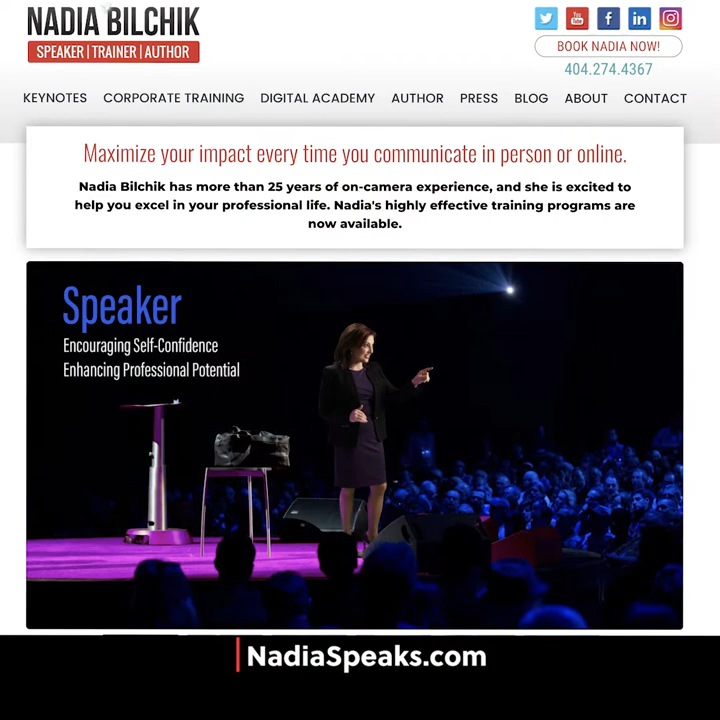 NADIA BILCHIK
SPEAKER | TRAINER | AUTHOR
You
Tube
f
in
BOOK NADIA NOW!
404.274.4367
KEYNOTES CORPORATE TRAINING DIGITAL ACADEMY AUTHOR PRESS BLOG ABOUT CONTACT
Maximize your impact every time you communicate in person or online.
Nadia Bilchik has more than 25 years of on-camera experience, and she is excited to
help you excel in your professional life. Nadia's highly effective training programs are
now available.
Speaker
Encouraging Self-Confidence
Enhancing Professional Potential
NadiaSpeaks.com